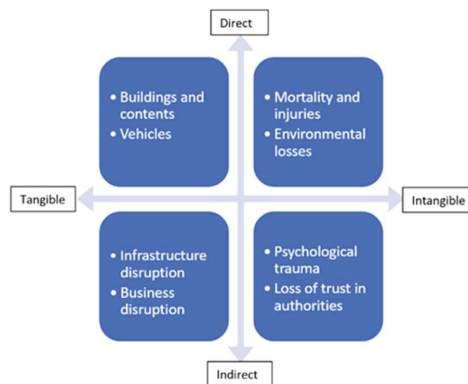 Direct
• Buildings and
contents
• Vehicles
• Mortality and
injuries
• Environmental
losses
Tangible
Intangible
• Infrastructure
disruption
• Business
disruption
• Psychological
trauma
• Loss of trust in
authorities
Indirect